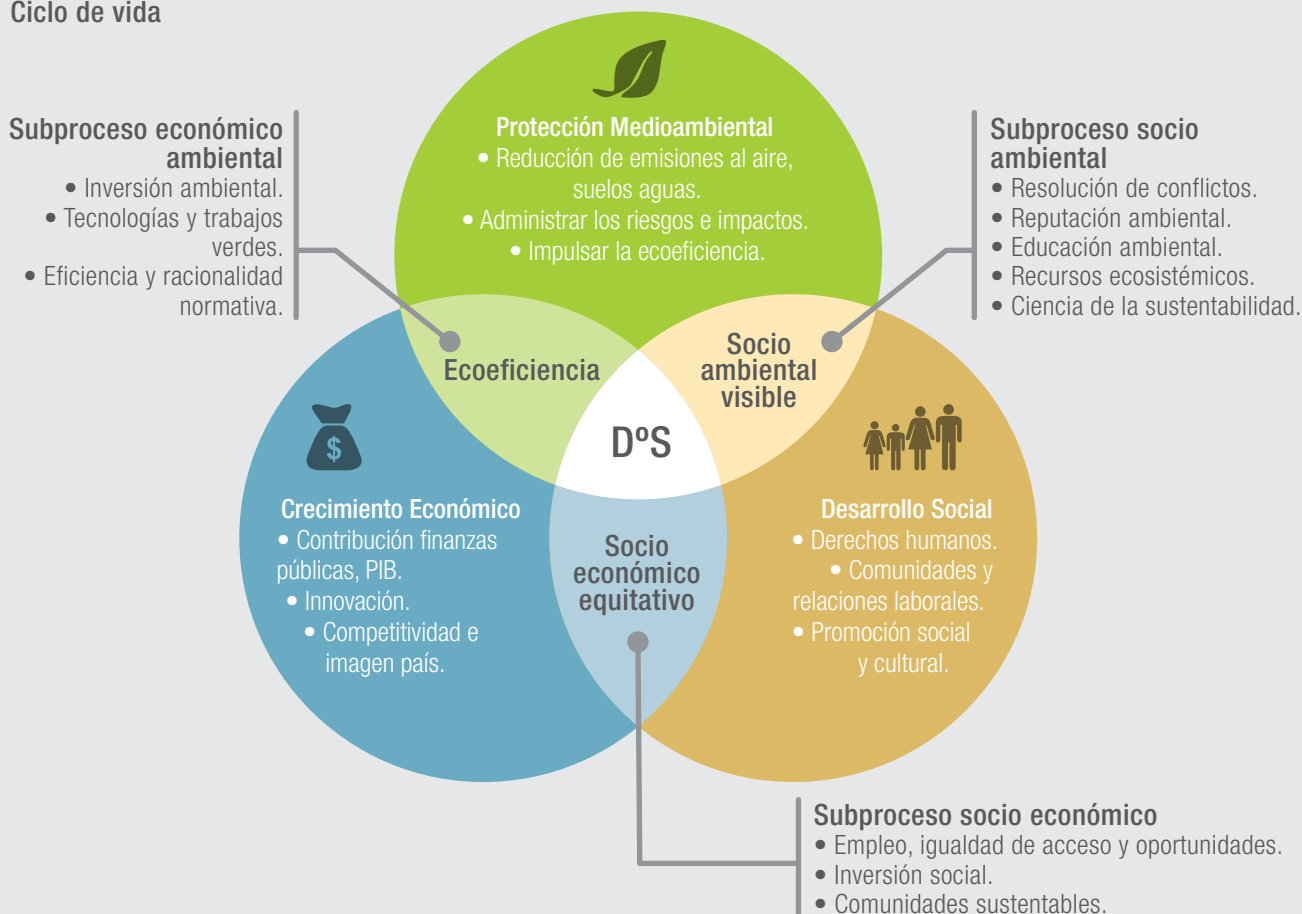 Ciclo de vida
Subproceso económico
ambiental
• Inversión ambiental.
• Tecnologías y trabajos
verdes.
• Eficiencia y racionalidad
normativa.
Protección Medioambiental
• Reducción de emisiones al aire,
suelos aguas.
• Administrar los riesgos e impactos.
• Impulsar la ecoeficiencia.
Subproceso socio
ambiental
• Resolución de conflictos.
• Reputación ambiental.
• Educación ambiental.
• Recursos ecosistémicos.
• Ciencia de la sustentabilidad.
Ecoeficiencia
Socio
ambiental
visible
DºS
$
Crecimiento Económico
• Contribución finanzas
públicas, PIB.
• Innovación.
• Competitividad e
imagen país.
Socio
económico
equitativo
Desarrollo Social
• Derechos humanos.
• Comunidades y
relaciones laborales.
• Promoción social
y cultural.
Subproceso socio económico
• Empleo, igualdad de acceso y oportunidades.
• Inversión social.
• Comunidades sustentables.